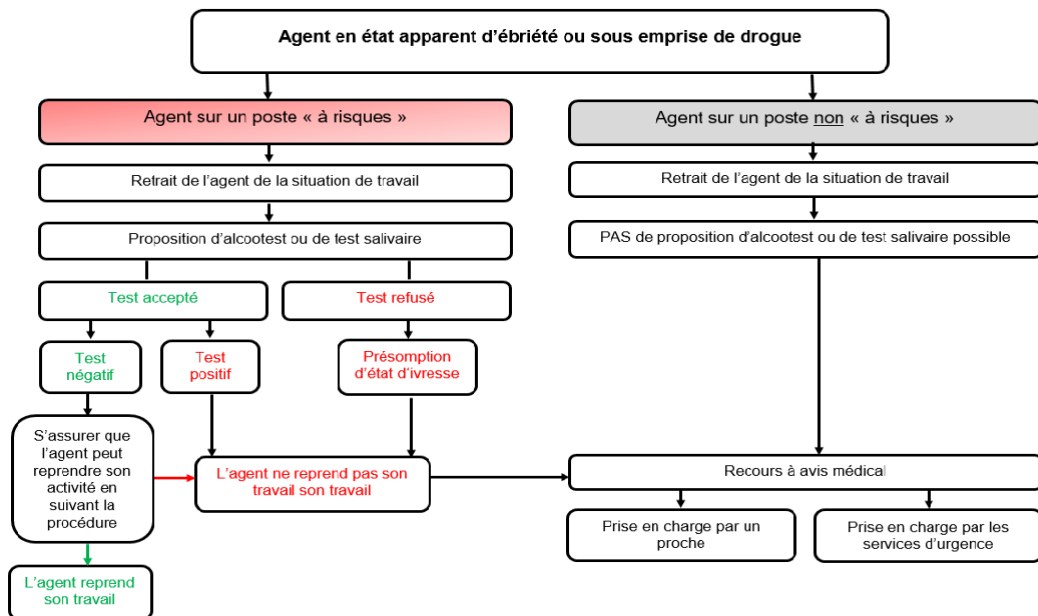 Agent en état apparent d'ébriété ou sous emprise de drogue
Agent sur un poste « à risques »
Agent sur un poste non « à risques »
Retrait de l'agent de la situation de travail
Retrait de l'agent de la situation de travail
Proposition d'alcootest ou de test salivaire
PAS de proposition d'alcootest ou de test salivaire possible
Test accepté
Test refusé
Test
négatif
Test
positif
Présomption
d'état d'ivresse
S'assurer que
l'agent peut
reprendre son
activité en
suivant la
procédure
L'agent ne reprend pas son
travail son travail
Recours à avis médical
Prise en charge par un
proche
Prise en charge par les
services d'urgence
L'agent reprend
son travail